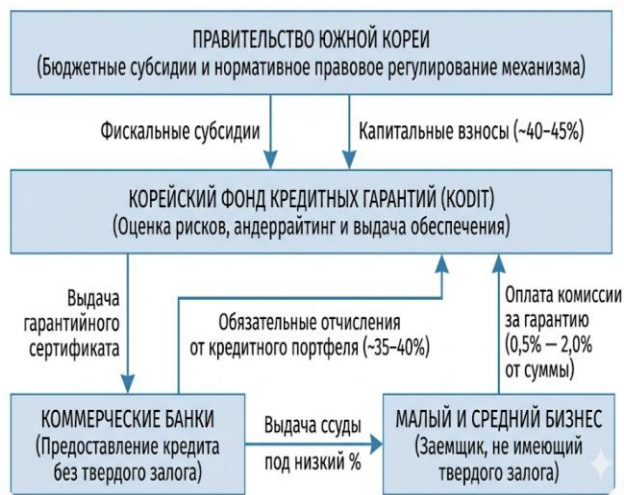 ПРАВИТЕЛЬСТВО ЮЖНОЙ КОРЕИ
(Бюджетные субсидии и нормативное правовое регулирование механизма)
Фискальные субсидии
Капитальные взносы (~40–45%)
КОРЕЙСКИЙ ФОНД КРЕДИТНЫХ ГАРАНТИЙ (KODIT)
(Оценка рисков, андеррайтинг и выдача обеспечения)
Выдача
гарантийного
сертификата
Обязательные отчисления
от кредитного портфеля (~35–40%)
Оплата комиссии
за гарантию
(0,5% — 2,0%
от суммы)
КОММЕРЧЕСКИЕ БАНКИ
(Предоставление кредита
без твердого залога)
Выдача ссуды
под низкий %
МАЛЫЙ И СРЕДНИЙ БИЗНЕС
(Заемщик, не имеющий
твердого залога)